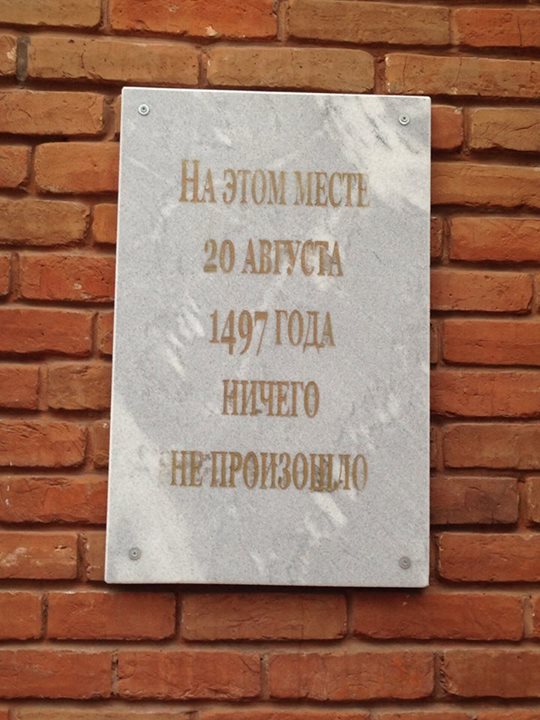 На этом месте
20 августа
1497 года
ничего
не произошло